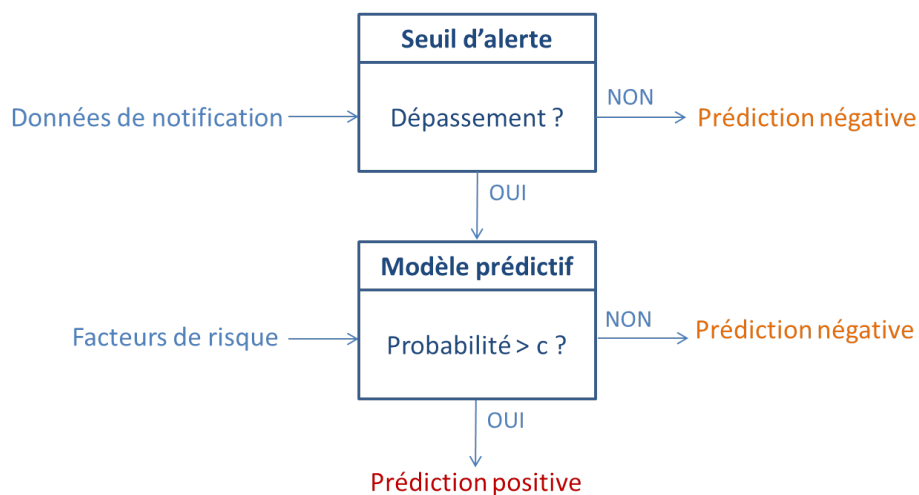 Seuil d'alerte
Données de notification
Dépassement ?
NON
Prédiction négative
OUI
Modèle prédictif
Facteurs de risque
Probabilité > c ?
NON
Prédiction négative
OUI
Prédiction positive